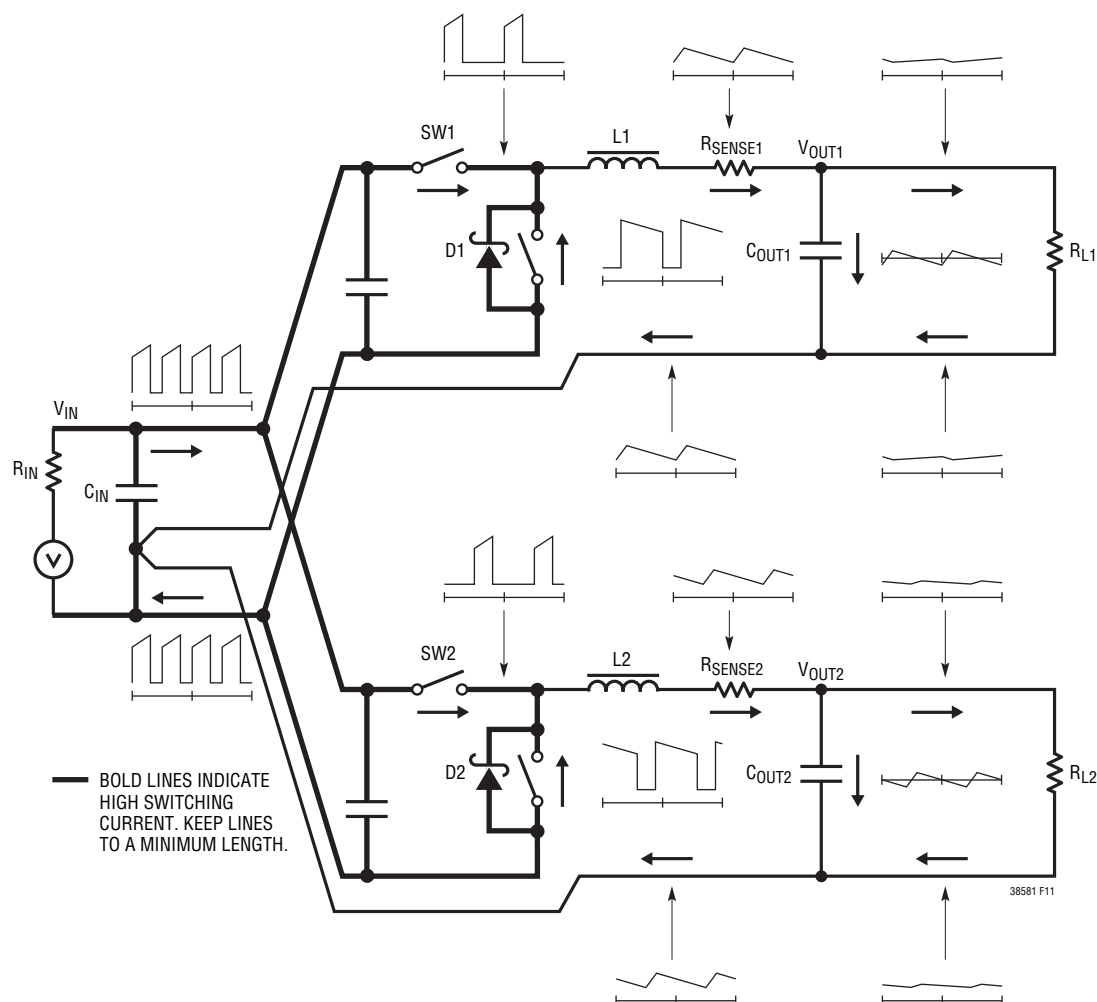 SW1
L1
RSENSE1
VOUT1
D1
COUT1
RL1
VIN
RIN
CIN
V
SW2
L2
RSENSE2
VOUT2
D2
COUT2
RL2
BOLD LINES INDICATE
HIGH SWITCHING
CURRENT. KEEP LINES
TO A MINIMUM LENGTH.
38581 F11